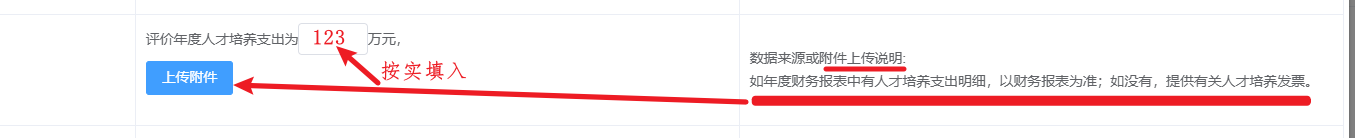 评价年度人才培养支出为 123 万元，
按实填入
上传附件
数据来源或附件上传说明:
如年度财务报表中有人才培养支出明细，以财务报表为准；如没有，提供有关人才培养发票。